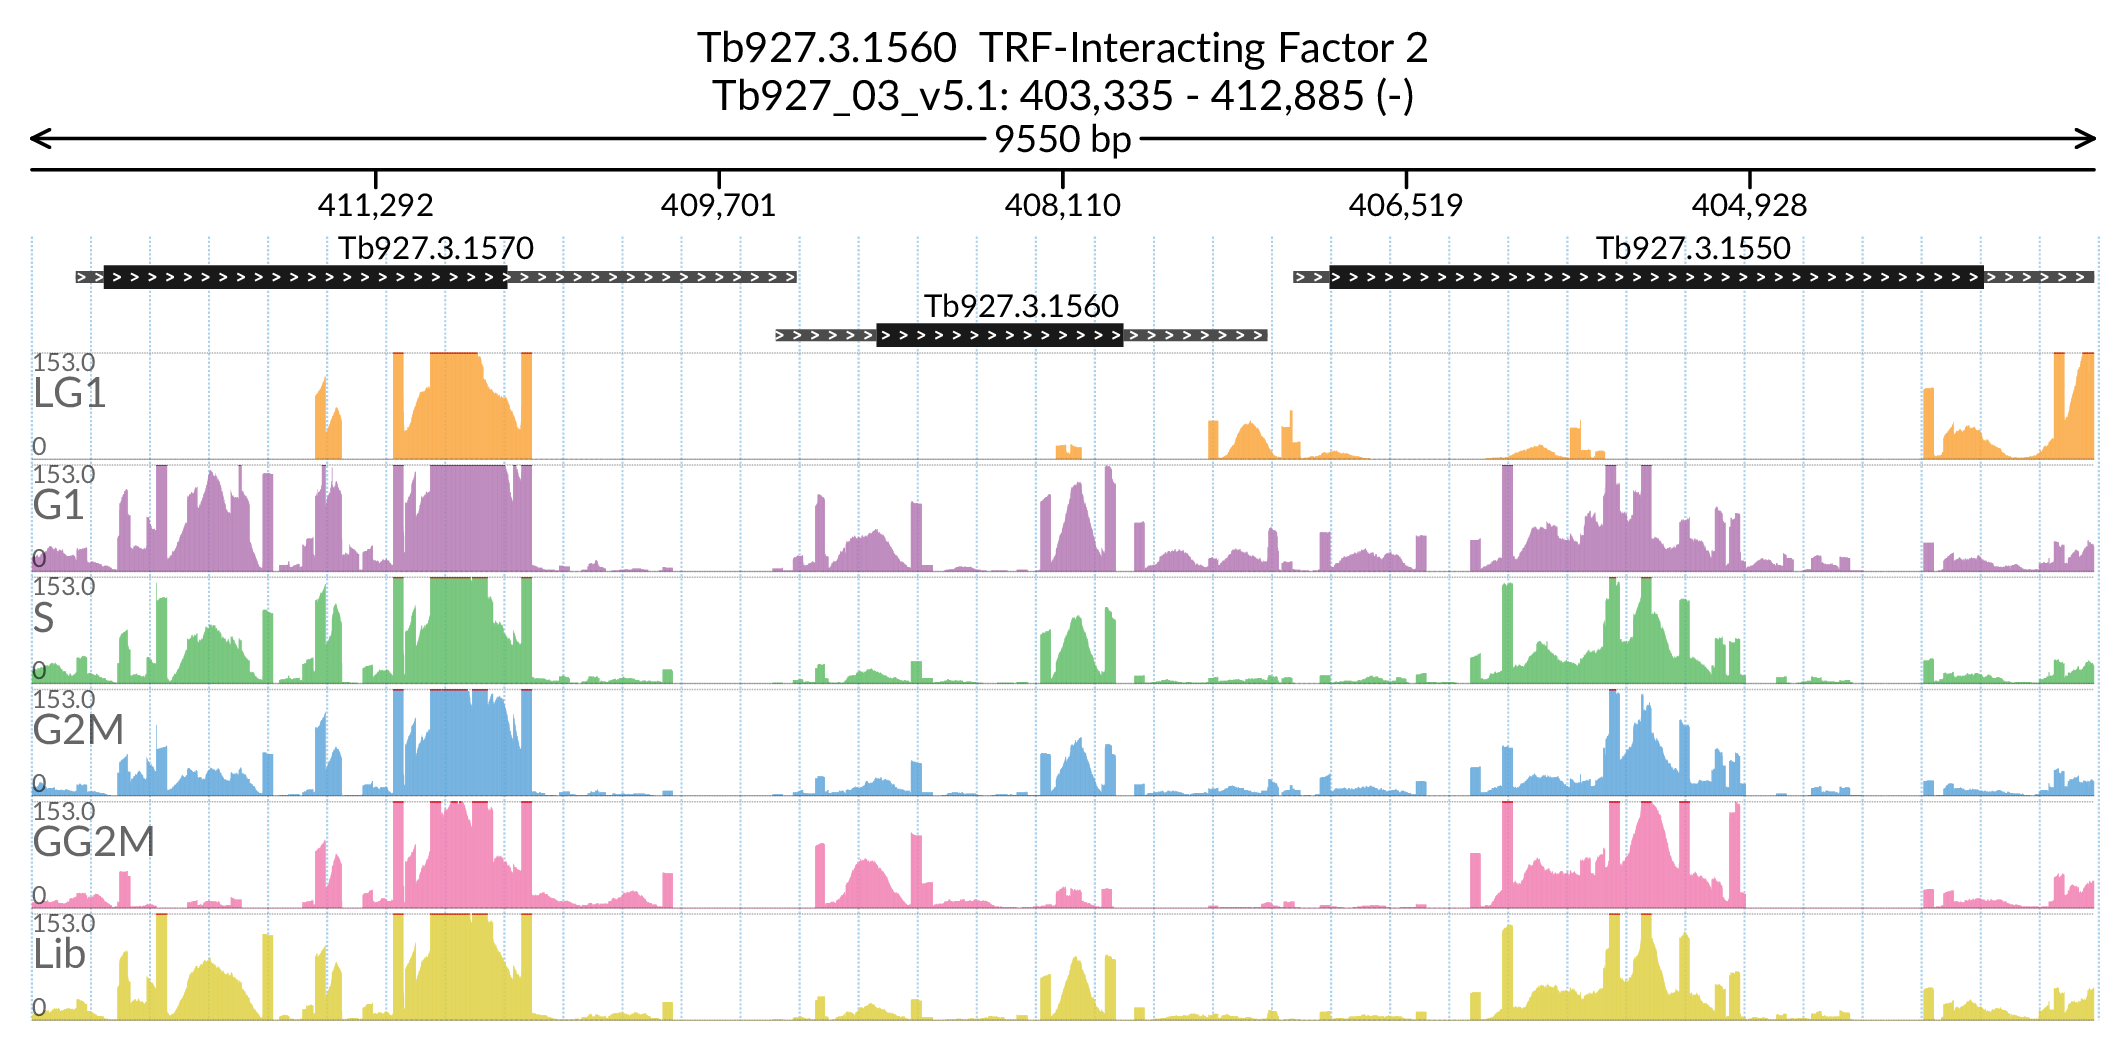 Tb927.3.1560 TRF-Interacting Factor 2
Tb927_03_v5.1: 403,335 - 412,885 (-)
9550 bp
411,292 409,701 408,110 406,519 404,928
Tb927.3.1570 Tb927.3.1550
Tb927.3.1560
153.0
LG1
0
153.0
G1
0
153.0
S
0
153.0
G2M
0
153.0
GG2M
0
153.0
Lib
0